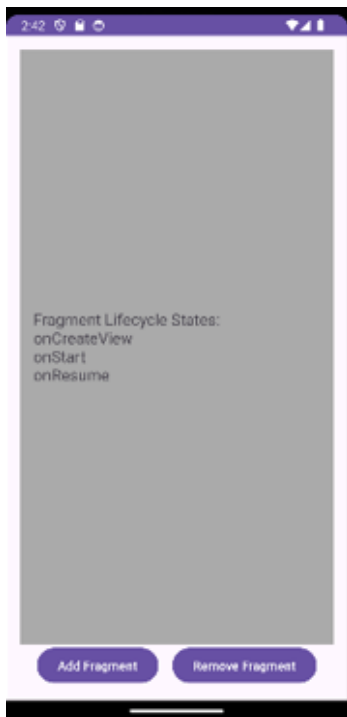 2:42
Fragment Lifecycle States:
onCreateView
onStart
onResume
Add Fragment
Remove Fragment